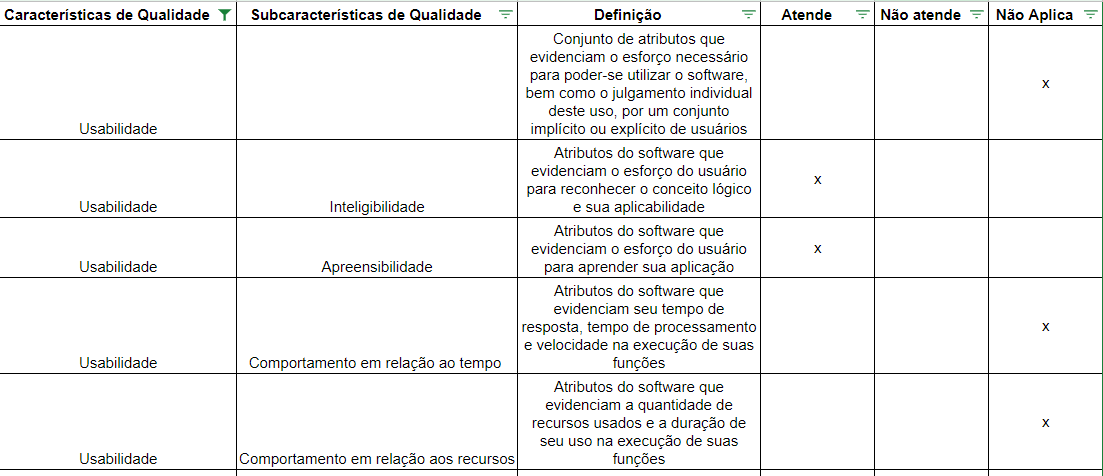 Características de Qualidade Subcaracterísticas de Qualidade Definição Atende Não atende Não Aplica
Conjunto de atributos que
evidenciam o esforço necessário
para poder-se utilizar o software,
bem como o julgamento individual
deste uso, por um conjunto
implícito ou explícito de usuários
Usabilidade
x
Atributos do software que
evidenciam o esforço do usuário
para reconhecer o conceito lógico
e sua aplicabilidade
Usabilidade Inteligibilidade
x
Atributos do software que
evidenciam o esforço do usuário
para aprender sua aplicação
Usabilidade Apreensibilidade
x
Atributos do software que
evidenciam seu tempo de
resposta, tempo de processamento
e velocidade na execução de suas
funções
Usabilidade Comportamento em relação ao tempo
x
Atributos do software que
evidenciam a quantidade de
recursos usados e a duração de
seu uso na execução de suas
funções
Usabilidade Comportamento em relação aos recursos
x